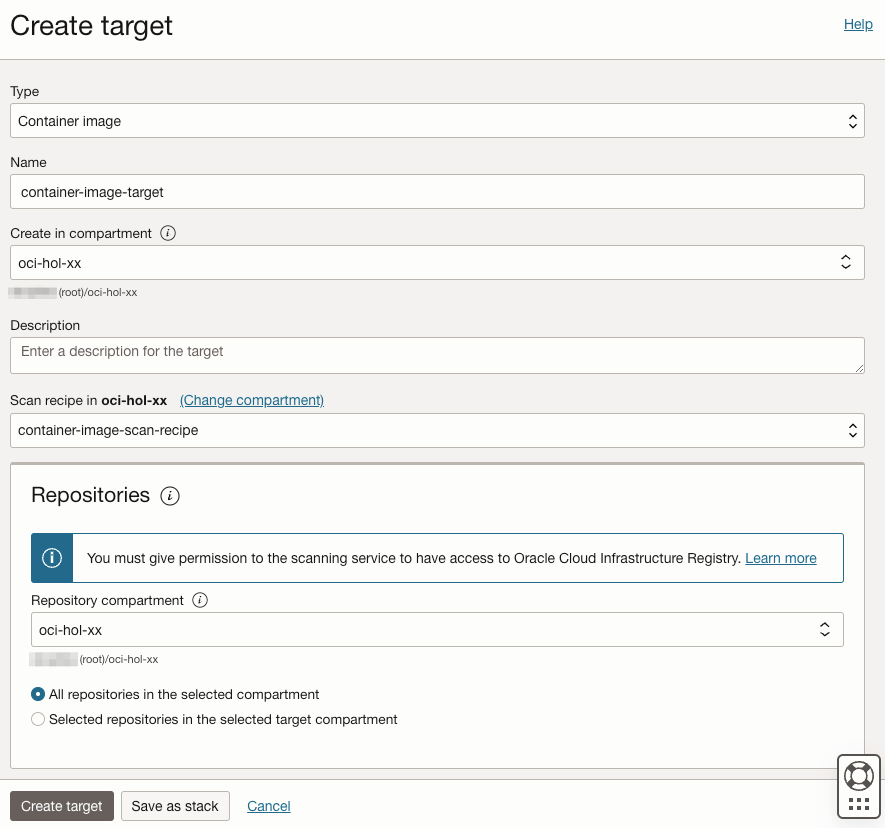 Create target
Help
Type
Container image
Name
container-image-target
Create in compartment
oci-hol-xx
(root)/oci-hol-xx
Description
Enter a description for the target
Scan recipe in oci-hol-xx (Change compartment)
container-image-scan-recipe
Repositories
You must give permission to the scanning service to have access to Oracle Cloud Infrastructure Registry. Learn more
Repository compartment
oci-hol-xx
(root)/oci-hol-xx
All repositories in the selected compartment
Selected repositories in the selected target compartment
Create target Save as stack Cancel